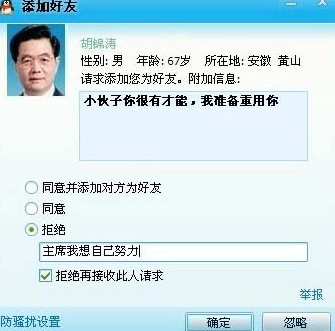 添加好友
胡锦涛
性别: 男 年龄: 67岁 所在地: 安徽 黄山
请求添加您为好友。附加信息:
小伙子你很有才能，我准备重用你
同意并添加对方为好友
同意
拒绝
主席我想自己努力
拒绝再接收此人请求
举报
防骚扰设置 确定 忽略